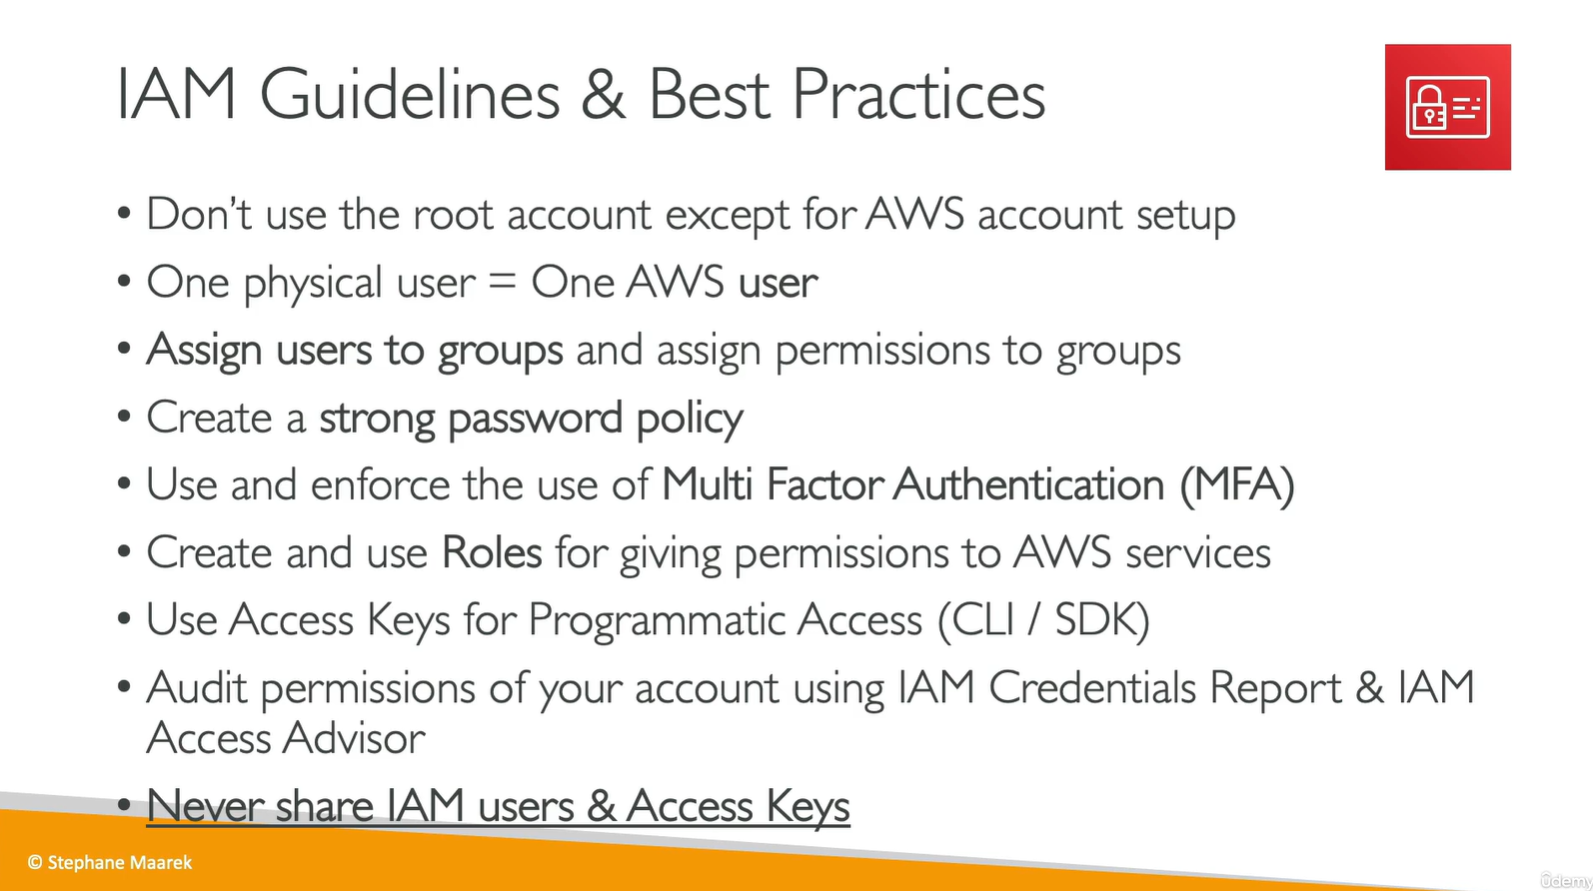 IAM Guidelines & Best Practices
• Don’t use the root account except for AWS account setup
• One physical user = One AWS user
• Assign users to groups and assign permissions to groups
• Create a strong password policy
• Use and enforce the use of Multi Factor Authentication (MFA)
• Create and use Roles for giving permissions to AWS services
• Use Access Keys for Programmatic Access (CLI / SDK)
• Audit permissions of your account using IAM Credentials Report & IAM
Access Advisor
• Never share IAM users & Access Keys
© Stephane Maarek
udemy